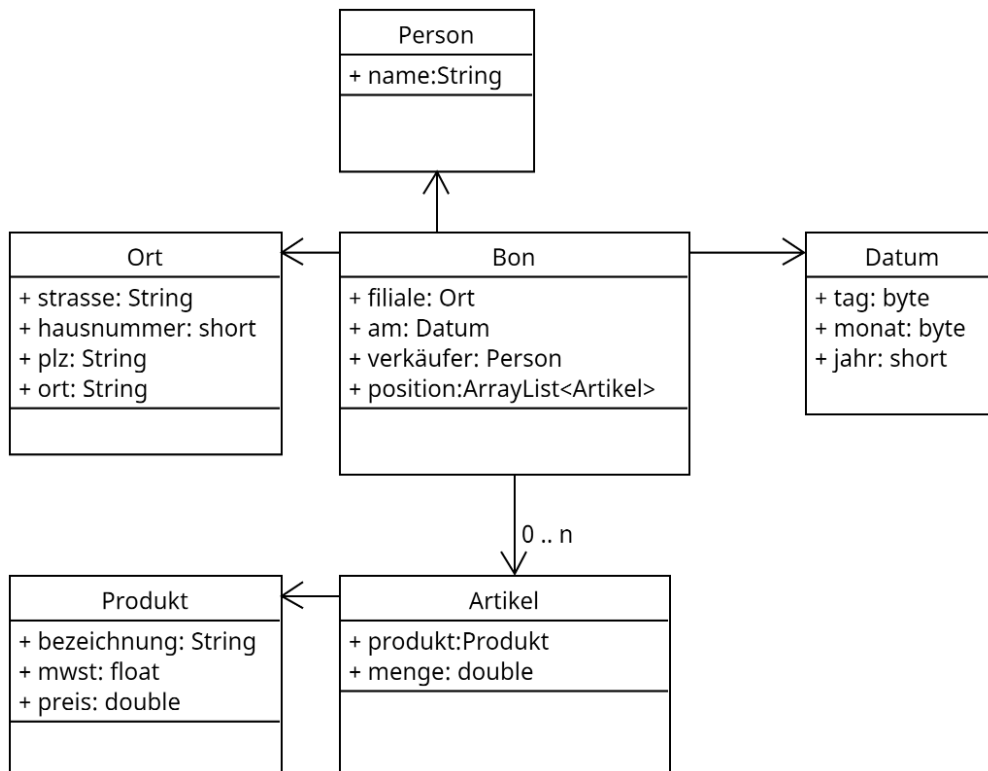 Person
+ name:String
Ort
+ strasse: String
+ hausnummer: short
+ plz: String
+ ort: String
Bon
+ filiale: Ort
+ am: Datum
+ verkäufer: Person
+ position:ArrayList<Artikel>
Datum
+ tag: byte
+ monat: byte
+ jahr: short
0 .. n
Produkt
+ bezeichnung: String
+ mwst: float
+ preis: double
Artikel
+ produkt:Produkt
+ menge: double